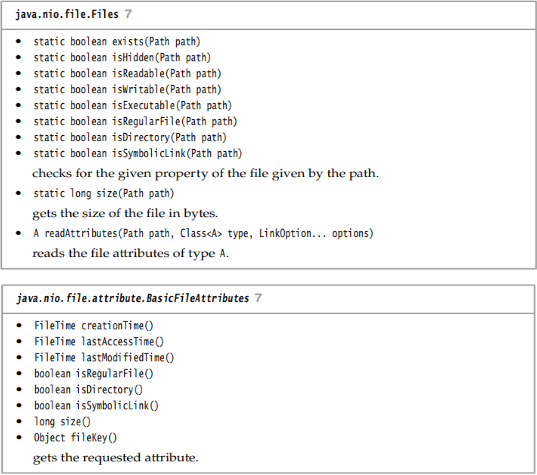 java.nio.file.Files 7
• static boolean exists(Path path)
• static boolean isHidden(Path path)
• static boolean isReadable(Path path)
• static boolean isWritable(Path path)
• static boolean isExecutable(Path path)
• static boolean isRegularFile(Path path)
• static boolean isDirectory(Path path)
• static boolean isSymbolicLink(Path path)
checks for the given property of the file given by the path.
• static long size(Path path)
gets the size of the file in bytes.
• A readAttributes(Path path, Class<A> type, LinkOption... options)
reads the file attributes of type A.
java.nio.file.attribute.BasicFileAttributes 7
• FileTime creationTime()
• FileTime lastAccessTime()
• FileTime lastModifiedTime()
• boolean isRegularFile()
• boolean isDirectory()
• boolean isSymbolicLink()
• long size()
• Object fileKey()
gets the requested attribute.